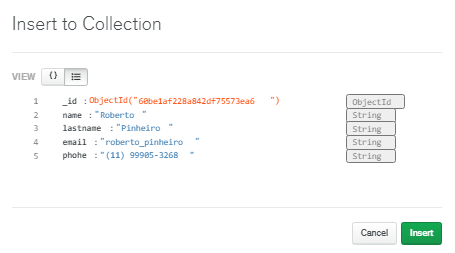 Insert to Collection
VIEW {}
1 _id : ObjectId("60be1af228a842df75573ea6 ") ObjectId
2 name : "Roberto " String
3 lastname : "Pinheiro " String
4 email : "roberto_pinheiro " String
5 phohe : "(11) 99905-3268 " String
Cancel Insert